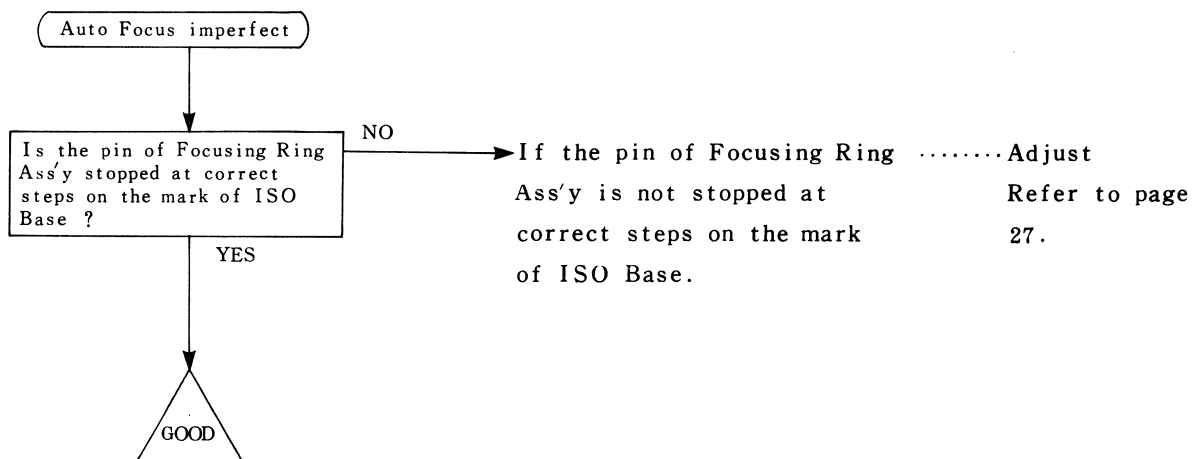 Auto Focus imperfect
Is the pin of Focusing Ring
Ass'y stopped at correct
steps on the mark of ISO
Base ?
NO
If the pin of Focusing Ring ........ Adjust
Ass'y is not stopped at Refer to page
correct steps on the mark 27.
of ISO Base.
YES
GOOD